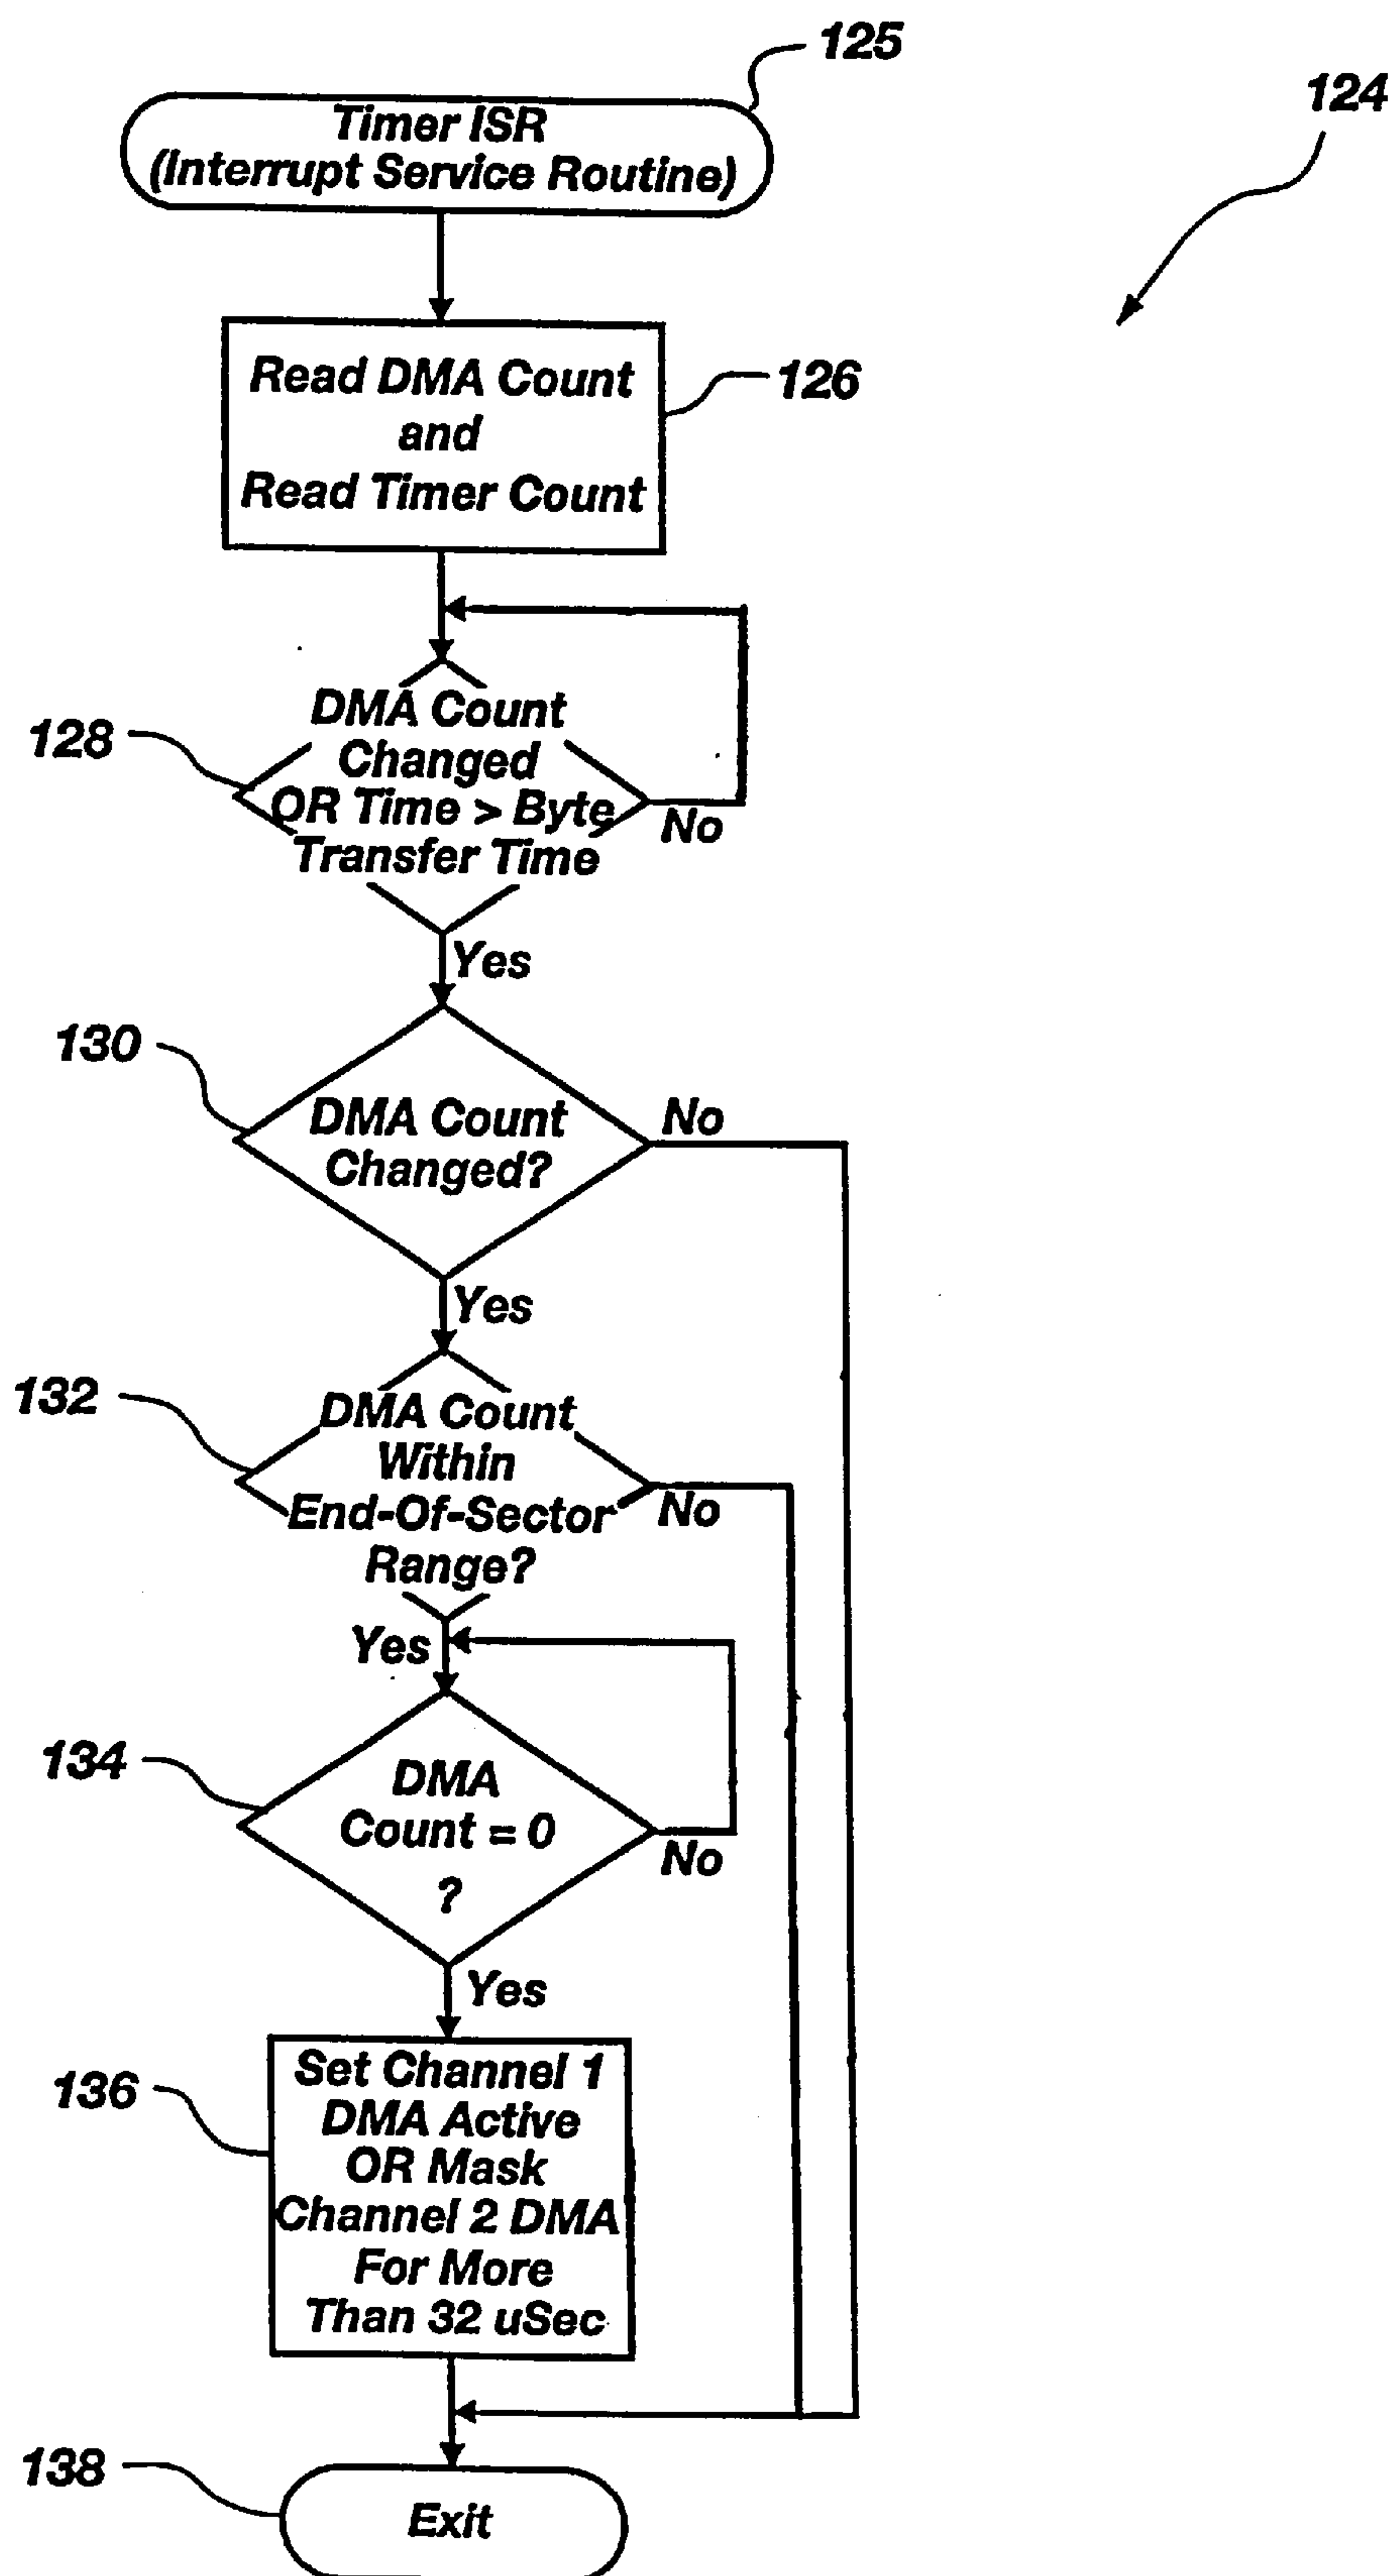 125
124
Timer ISR
(Interrupt Service Routine)
Read DMA Count
and
Read Timer Count
126
DMA Count
Changed
OR Time > Byte
Transfer Time
128
No
Yes
130
DMA Count
Changed?
No
Yes
132
DMA Count
Within
End-Of-Sector
Range?
No
Yes
134
DMA
Count = 0
?
No
Yes
136
Set Channel 1
DMA Active
OR Mask
Channel 2 DMA
For More
Than 32 uSec
138
Exit